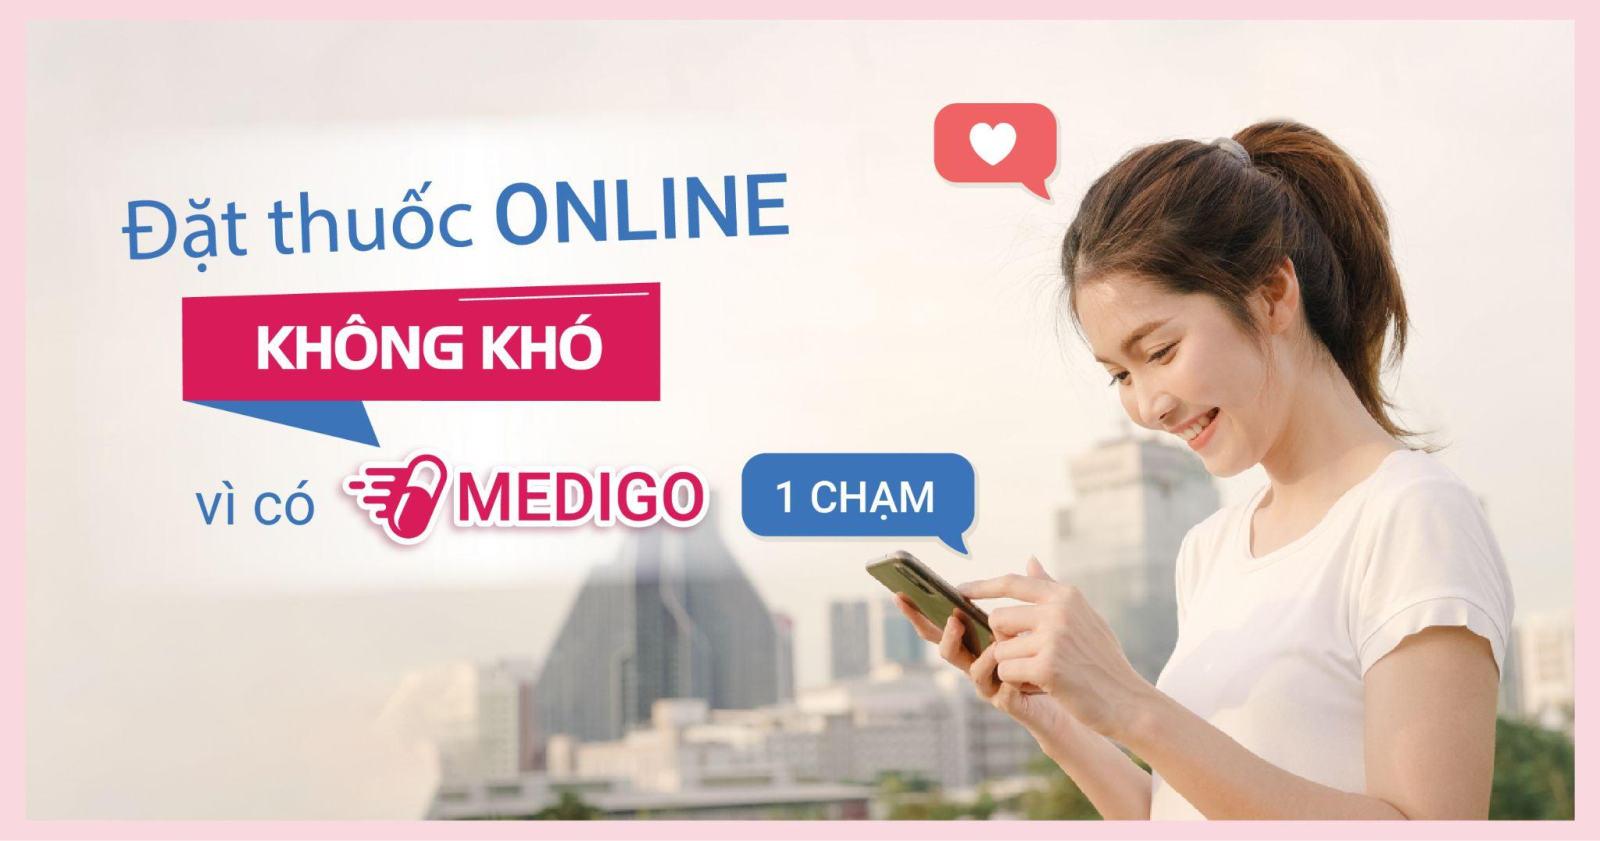 Đặt thuốc ONLINE
KHÔNG KHÓ
vì có MEDIGO
1 CHẠM